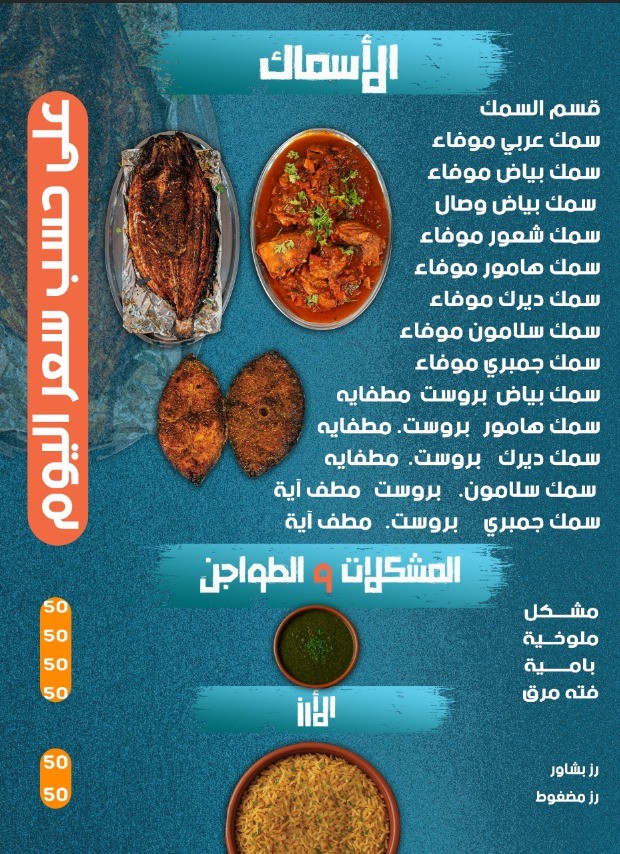 الأسماك
على حسب سعر اليوم
قسم السمك
سمك عربي موفاء
سمك بياض موفاء
سمك بياض وصال
سمك شعور موفاء
سمك هامور موفاء
سمك ديرك موفاء
سمك سلامون موفاء
سمك جمبري موفاء
سمك بياض بروست مطفايه
سمك هامور بروست. مطفايه
سمك ديرك بروست. مطفايه
سمك سلامون. بروست مطف آية
سمك جمبري بروست. مطف آية
المشكلات و الطواجن
مشكل 50
ملوخية 50
بامية 50
فته مرق 50
الأرز
رز بشاور 50
رز مضغوط 50